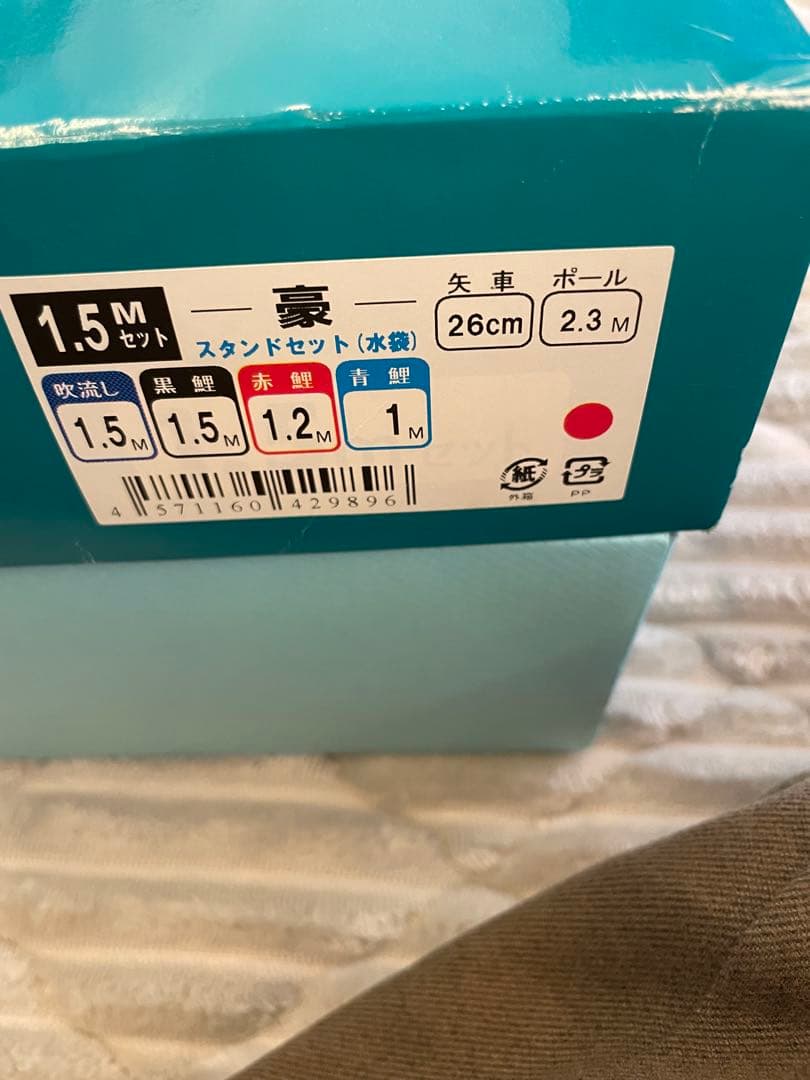 1.5Mセット
豪
スタンドセット(水袋)
矢車
26cm
ポール
2.3M
吹流し
1.5M
黒鯉
1.5M
赤鯉
1.2M
青鯉
1M
4 571160 429896
紙
外箱
プラ
PP